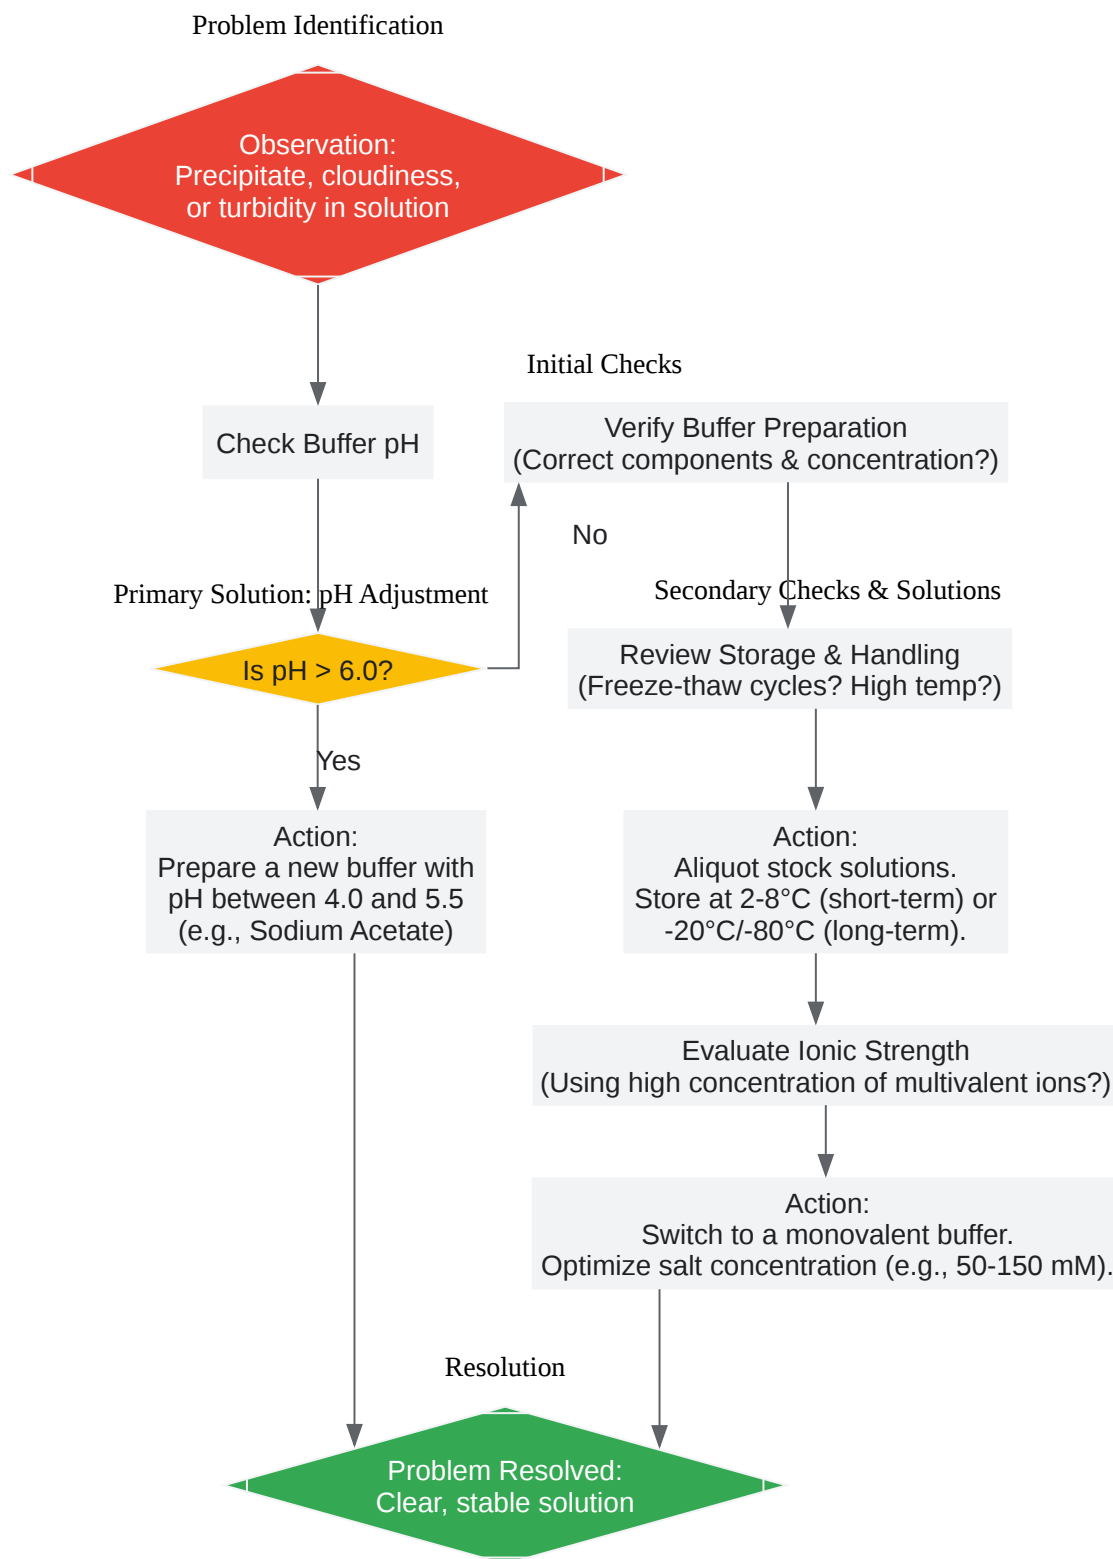 Problem Identification
Observation:
Precipitate, cloudiness,
or turbidity in solution
Initial Checks
Check Buffer pH
Verify Buffer Preparation
(Correct components & concentration?)
No
Primary Solution: pH Adjustment
Secondary Checks & Solutions
Is pH > 6.0?
Review Storage & Handling
(Freeze-thaw cycles? High temp?)
Yes
Action:
Prepare a new buffer with
pH between 4.0 and 5.5
(e.g., Sodium Acetate)
Action:
Aliquot stock solutions.
Store at 2-8°C (short-term) or
-20°C/-80°C (long-term).
Evaluate Ionic Strength
(Using high concentration of multivalent ions?)
Action:
Switch to a monovalent buffer.
Optimize salt concentration (e.g., 50-150 mM).
Resolution
Problem Resolved:
Clear, stable solution